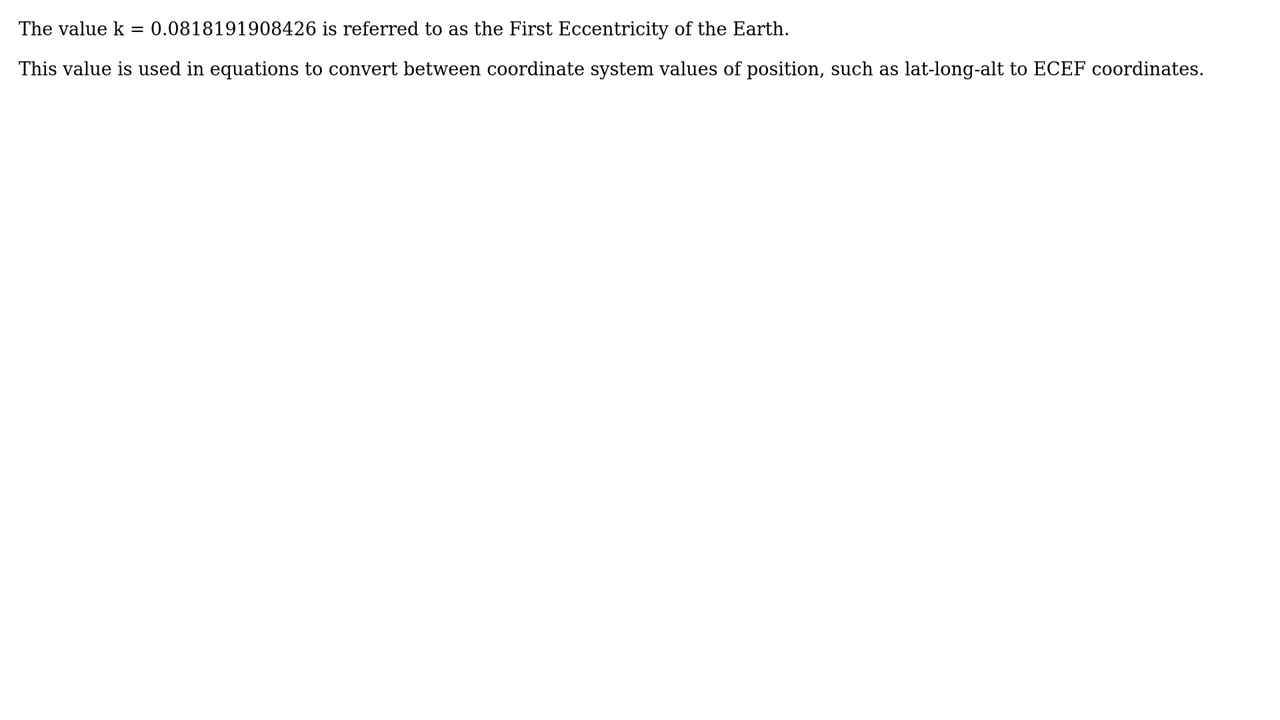 The value k = 0.0818191908426 is referred to as the First Eccentricity of the Earth.
This value is used in equations to convert between coordinate system values of position, such as lat-long-alt to ECEF coordinates.